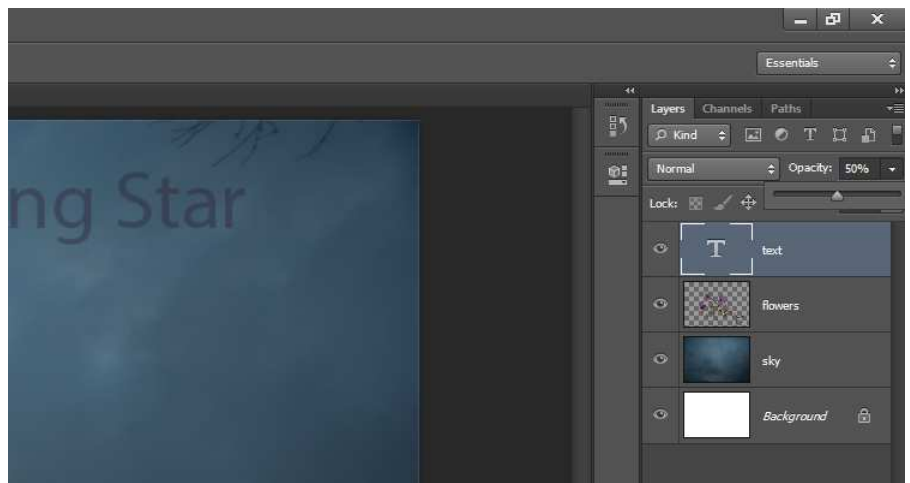 Essentials
Layers Channels Paths
Kind T
Normal Opacity: 50%
Lock:
ng Star
T text
flowers
sky
Background